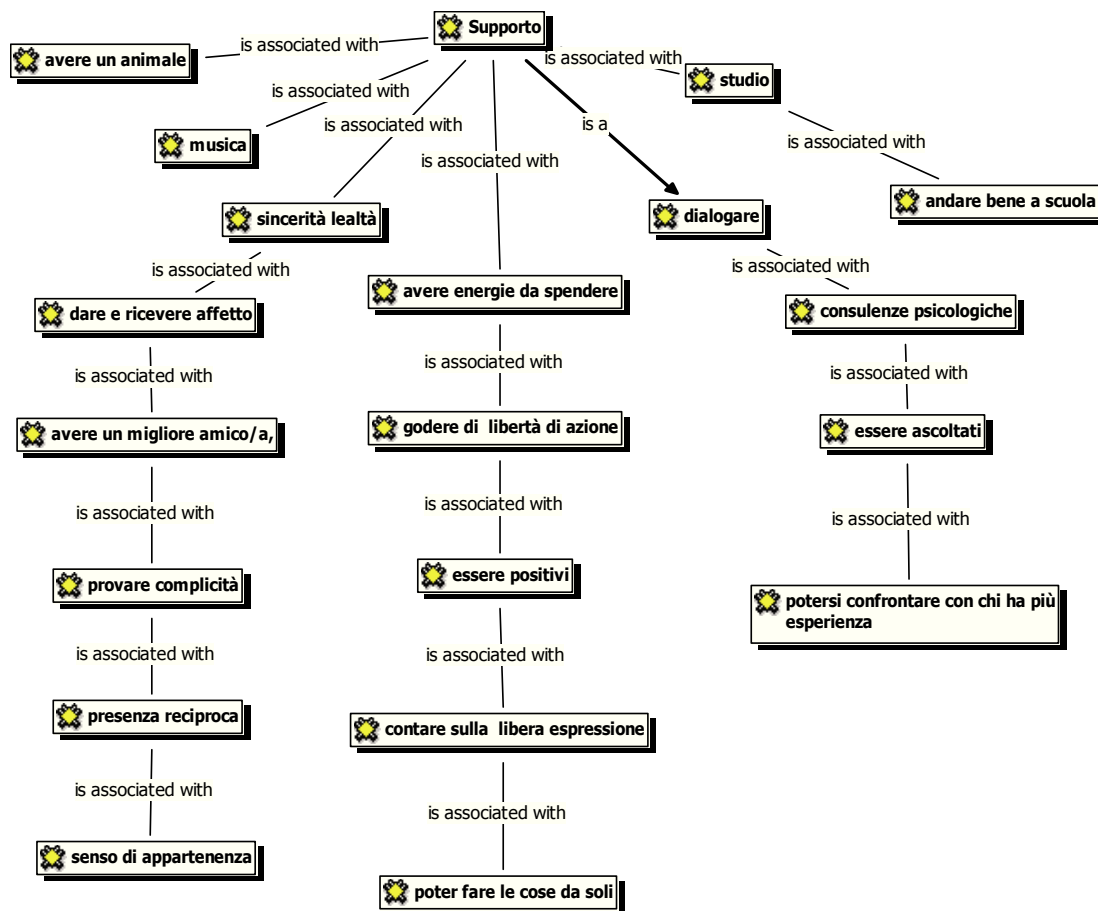 Supporto
is associated with
avere un animale
is associated with
studio
is associated with
musica
is associated with
is a
is associated with
is associated with
andare bene a scuola
sincerità lealtà
dialogare
is associated with
is associated with
avere energie da spendere
dare e ricevere affetto
consulenze psicologiche
is associated with
is associated with
is associated with
avere un migliore amico/a,
godere di  libertà di azione
essere ascoltati
is associated with
is associated with
is associated with
provare complicità
essere positivi
potersi confrontare con chi ha più
esperienza
is associated with
is associated with
presenza reciproca
contare sulla  libera espressione
is associated with
is associated with
senso di appartenenza
poter fare le cose da soli